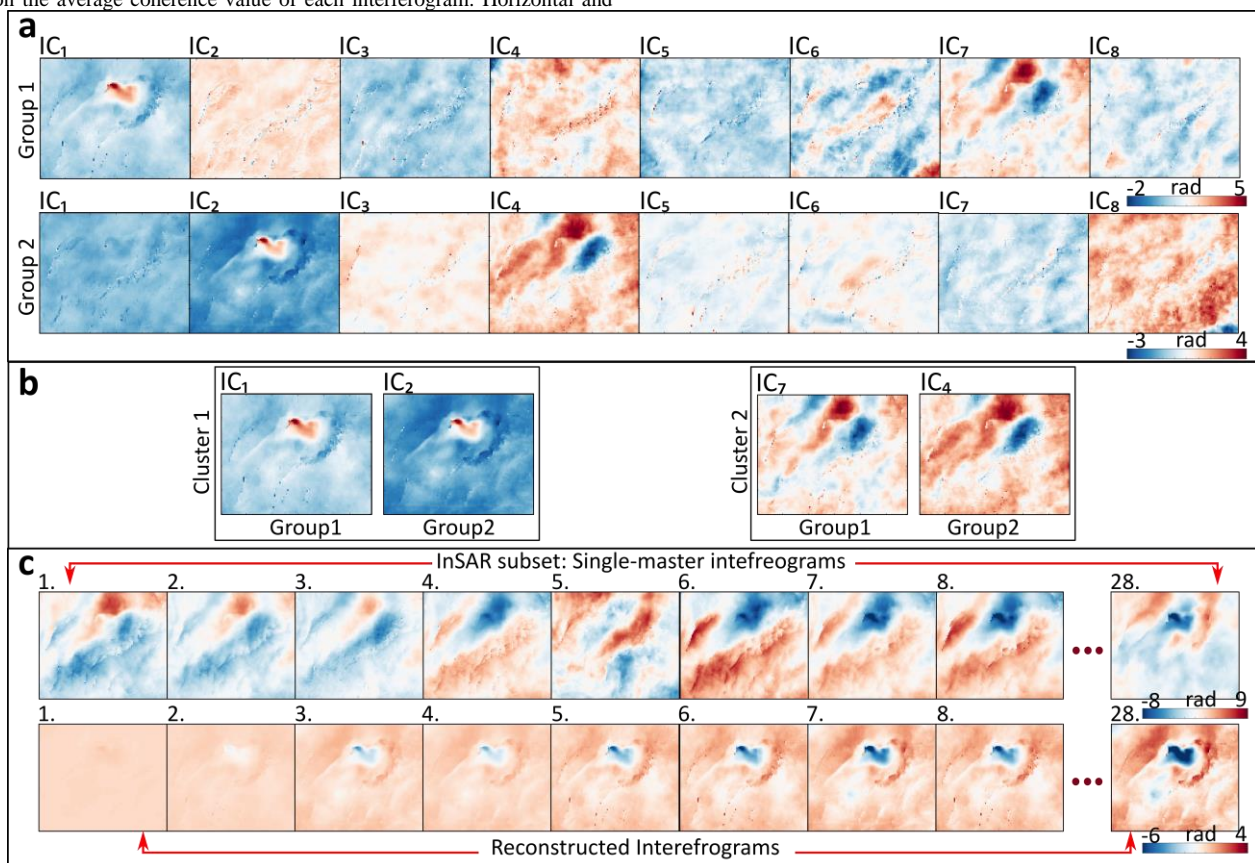 on the average coherence value of each interferogram. Horizontal and
a
IC₁ IC₂ IC₃ IC₄ IC₅ IC₆ IC₇ IC₈
Group 1
-2 rad 5
IC₁ IC₂ IC₃ IC₄ IC₅ IC₆ IC₇ IC₈
Group 2
-3 rad 4
b
IC₁ IC₂ IC₇ IC₄
Cluster 1
Cluster 2
Group1 Group2 Group1 Group2
c
InSAR subset: Single-master intefreograms
1. 2. 3. 4. 5. 6. 7. 8. 28.
-8 rad 9
1. 2. 3. 4. 5. 6. 7. 8. 28.
-6 rad 4
Reconstructed Interefrograms